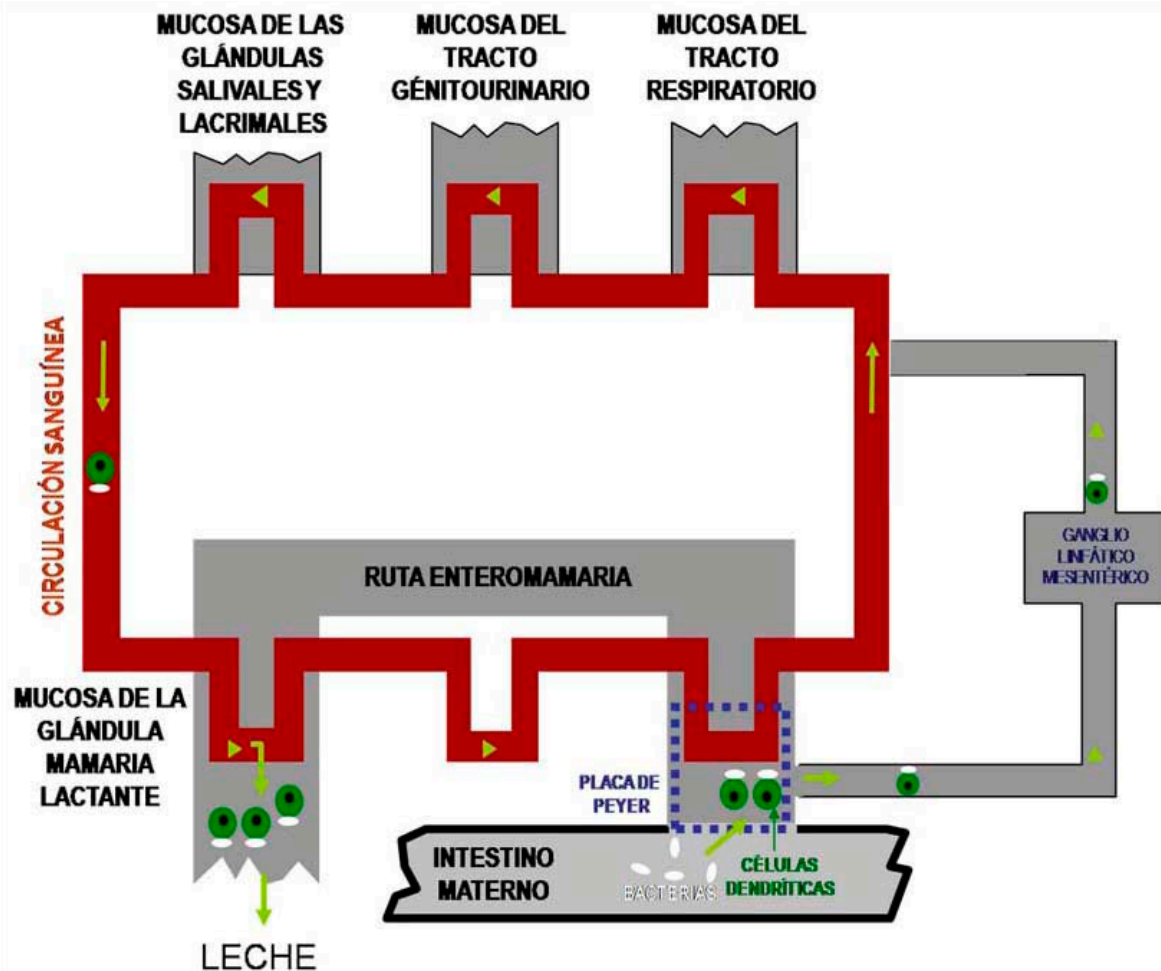 MUCOSA DE LAS
GLÁNDULAS
SALIVALES Y
LACRIMALES
MUCOSA DEL
TRACTO
GÉNITOURINARIO
MUCOSA DEL
TRACTO
RESPIRATORIO
CIRCULACIÓN SANGUÍNEA
GANGLIO
LINFÁTICO
MESENTÉRICO
RUTA ENTEROMAMARIA
MUCOSA DE LA
GLÁNDULA
MAMARIA
LACTANTE
PLACA DE
PEYER
INTESTINO
MATERNO
BACTERIAS
CÉLULAS
DENDRÍTICAS
LECHE